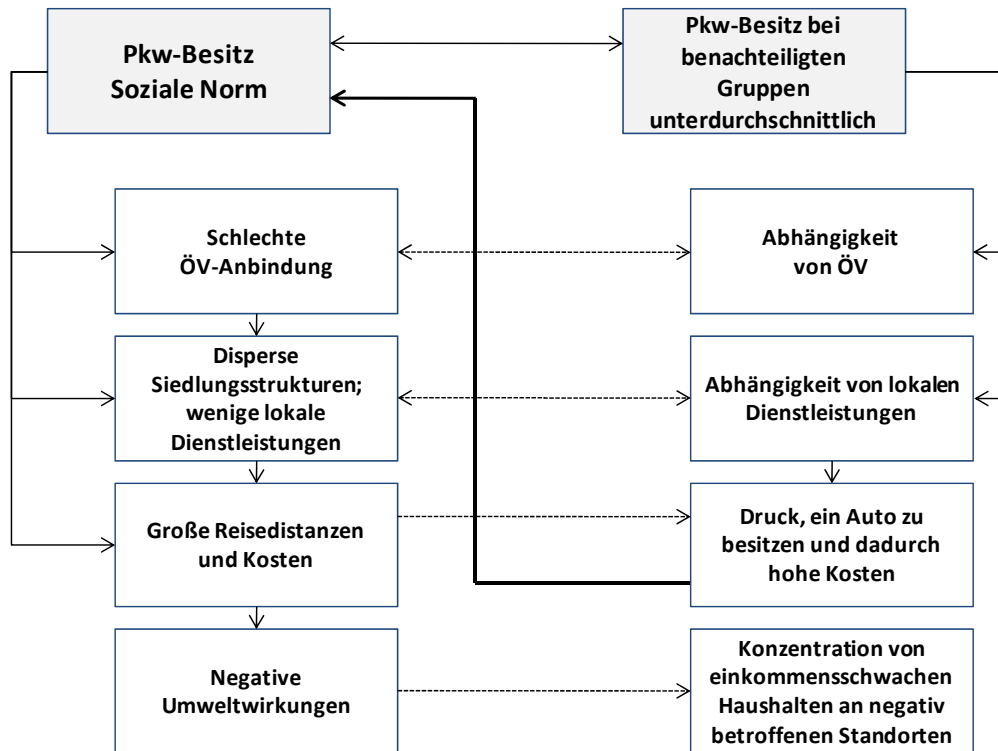 Pkw-Besitz
Soziale Norm
Pkw-Besitz bei
benachteiligten
Gruppen
unterdurchschnittlich
Schlechte
ÖV-Anbindung
Abhängigkeit
von ÖV
Disperse
Siedlungsstrukturen;
wenige lokale
Dienstleistungen
Abhängigkeit von lokalen
Dienstleistungen
Große Reisedistanzen
und Kosten
Druck, ein Auto zu
besitzen und dadurch
hohe Kosten
Negative
Umweltwirkungen
Konzentration von
einkommensschwachen
Haushalten an negativ
betroffenen Standorten